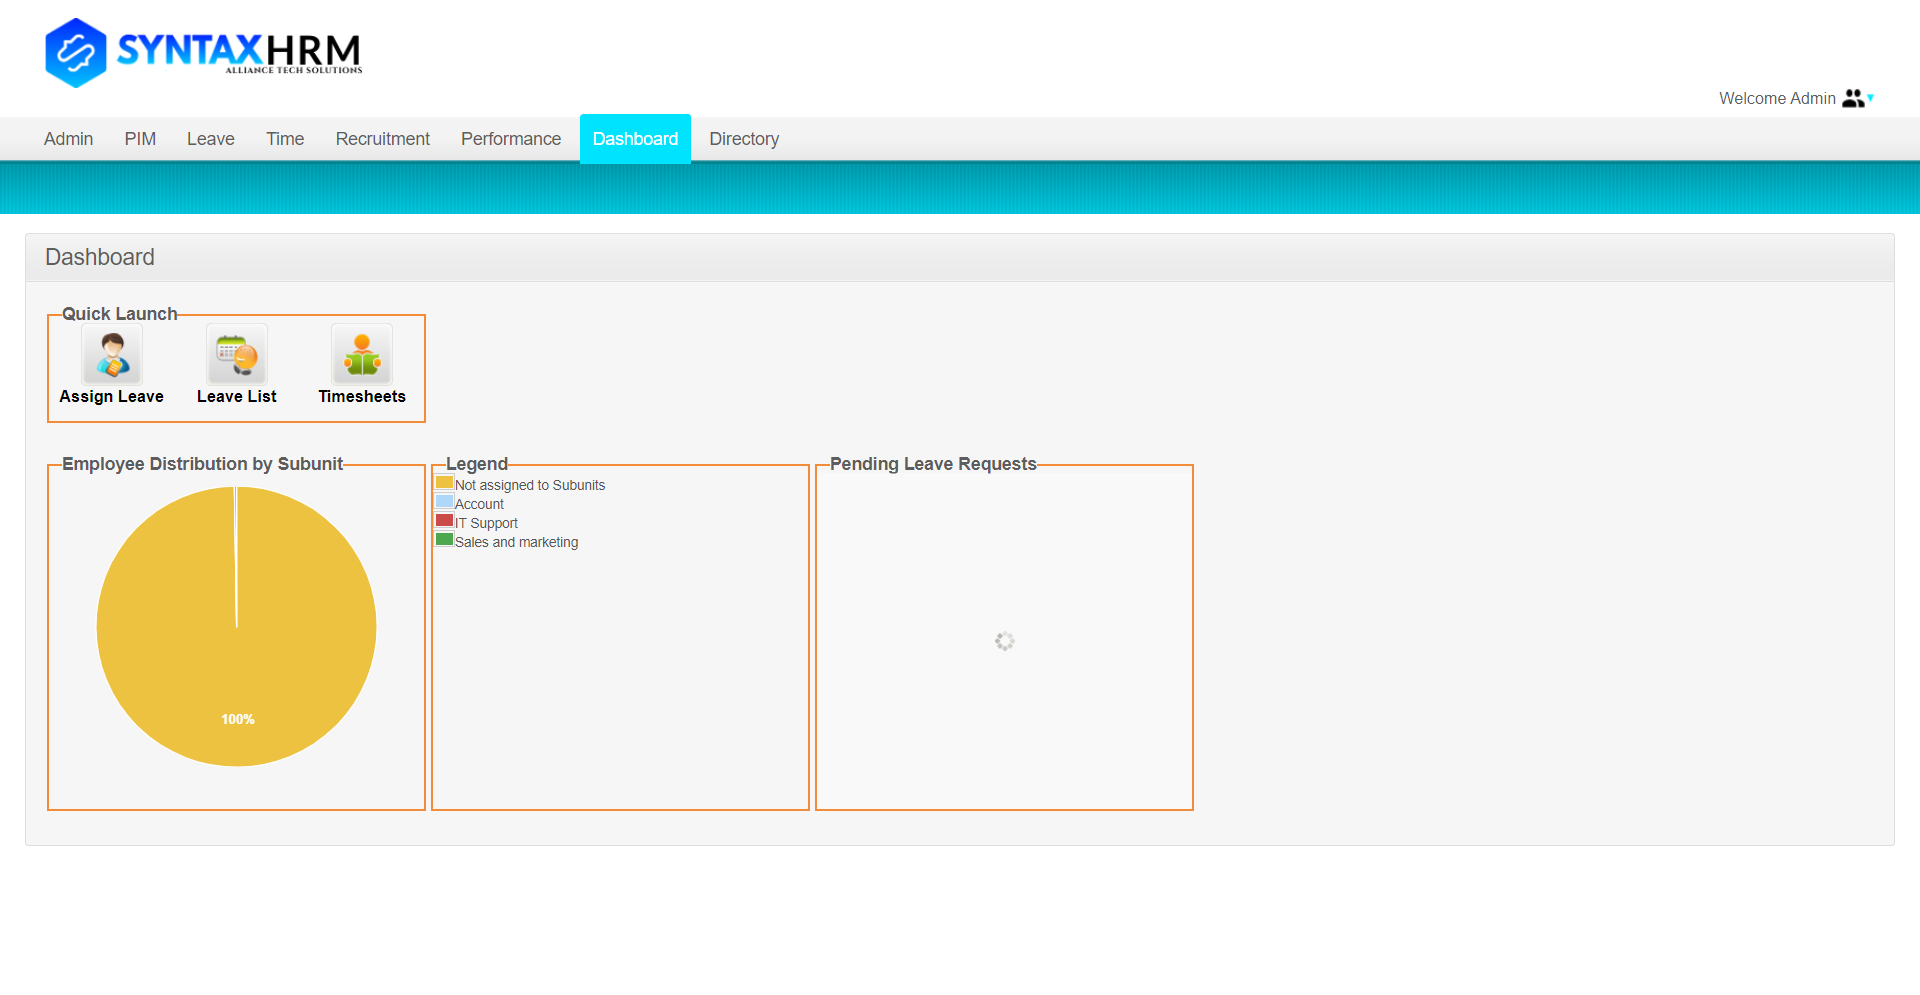 SYNTAXHRM
ALLIANCE TECH SOLUTIONS
Welcome Admin
Admin PIM Leave Time Recruitment Performance Dashboard Directory
Dashboard
Quick Launch
Assign Leave Leave List Timesheets
Employee Distribution by Subunit
100%
Legend
Not assigned to Subunits
Account
IT Support
Sales and marketing
Pending Leave Requests